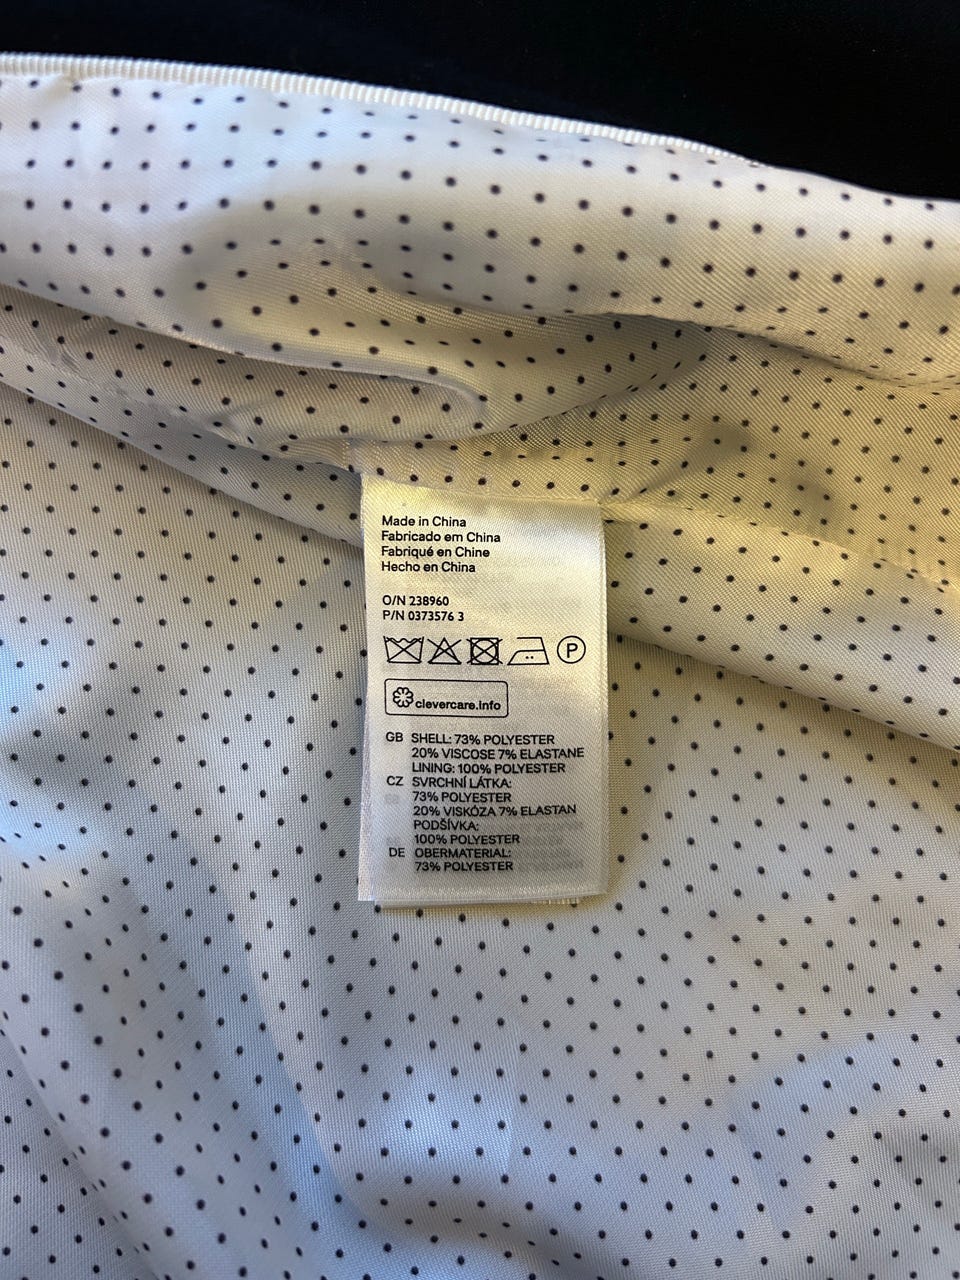 Made in China
Fabricado em China
Fabriqué en Chine
Hecho en China
O/N 238960
P/N 0373576 3
P
clevercare.info
GB SHELL: 73% POLYESTER
20% VISCOSE 7% ELASTANE
LINING: 100% POLYESTER
CZ SVRCHNÍ LÁTKA:
73% POLYESTER
20% VISKÓZA 7% ELASTAN
PODŠÍVKA:
100% POLYESTER
DE OBERMATERIAL:
73% POLYESTER